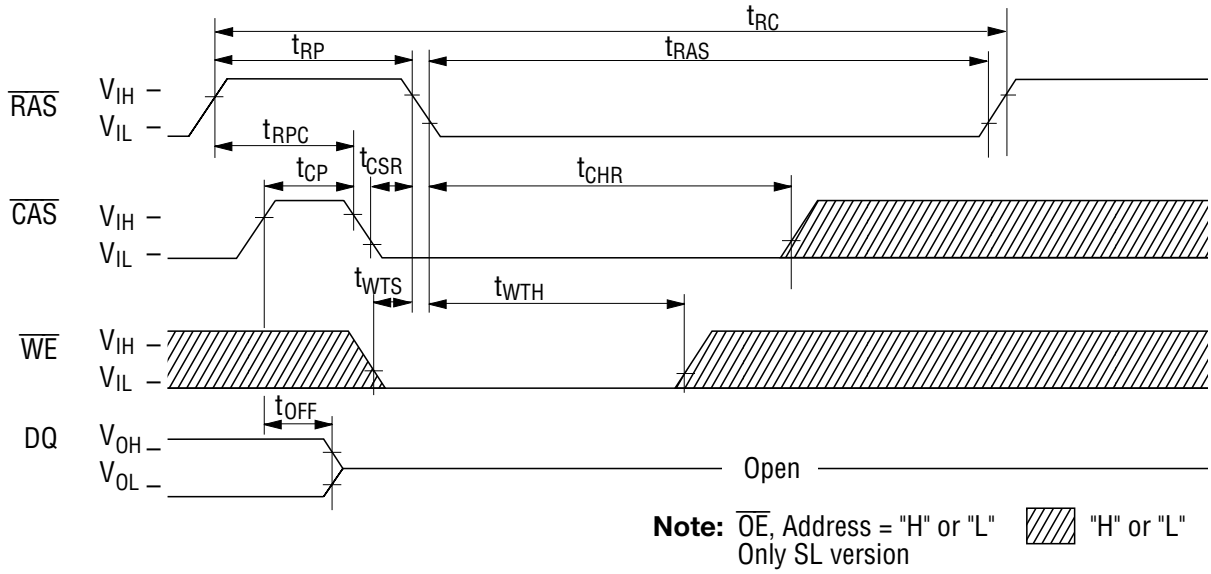 tRC
tRP
tRAS
RAS
VIH
VIL
tRPC
tCP
tCSR
tCHR
CAS
VIH
VIL
tWTS
tWTH
WE
VIH
VIL
tOFF
DQ
VOH
VOL
Open
Note: OE, Address = "H" or "L"
"H" or "L"
Only SL version